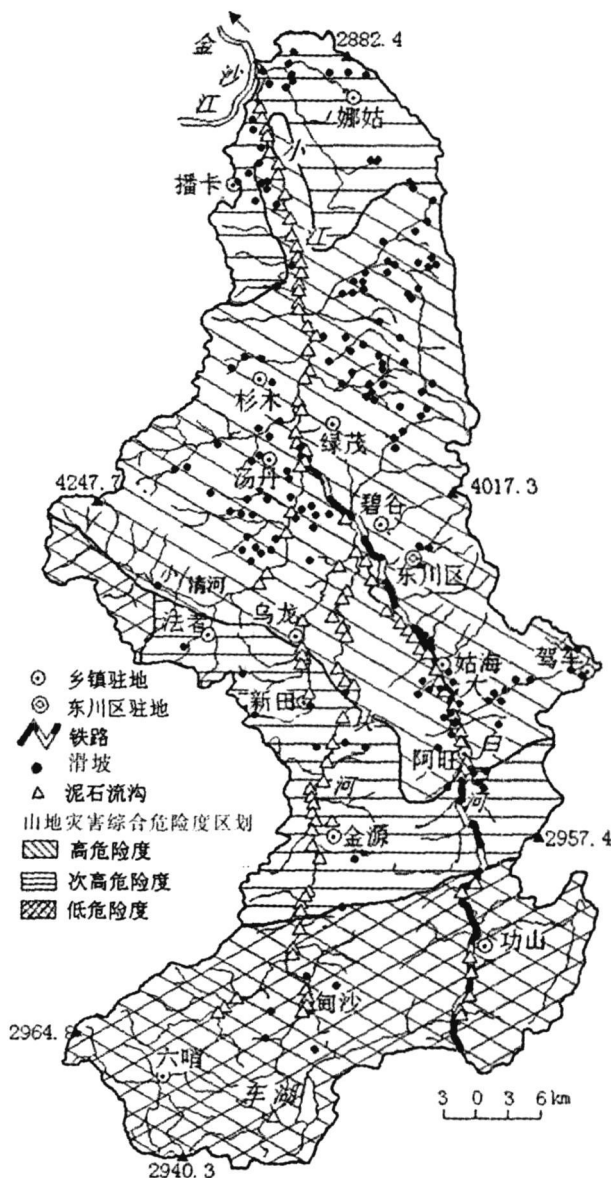 2882.4
金沙江
娜姑
小江
播卡
杉木
绿茂
汤丹
4247.7
4017.3
碧谷
东川区
小清河
法者
乌龙
姑海
驾车
大白河
新田
大河
阿旺
金源
2957.4
乡镇驻地
东川区驻地
铁路
滑坡
泥石流沟
山地灾害综合危险度区划
高危险度
次高危险度
低危险度
功山
甸沙
2964.8
六哨
车湖
3 0 3 6km
2940.3